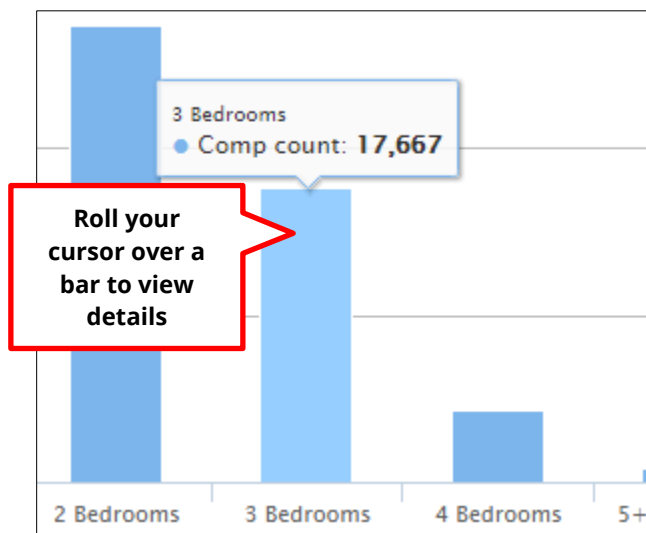 3 Bedrooms
Comp count: 17,667
Roll your
cursor over a
bar to view
details
2 Bedrooms
3 Bedrooms
4 Bedrooms
5+